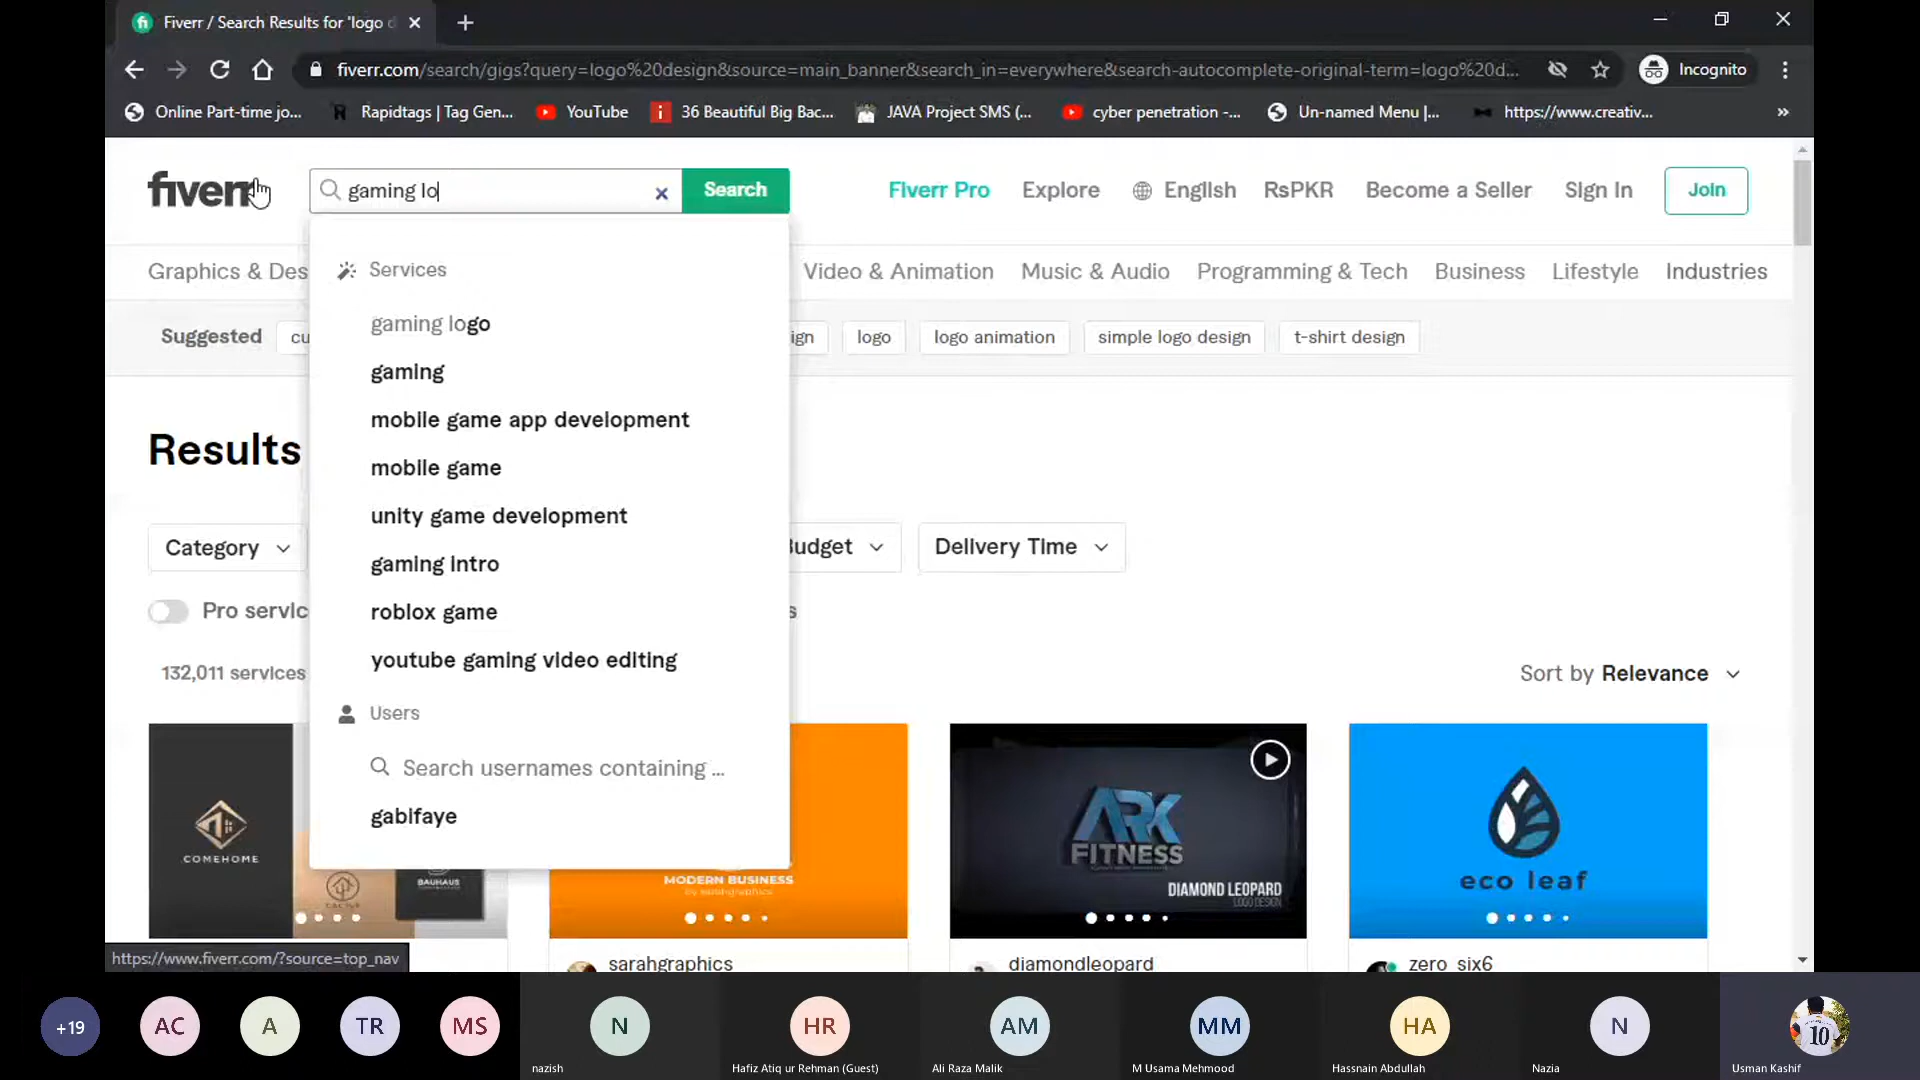 Fiverr / Search Results for 'logo d
fiverr.com/search/gigs?query=logo%20design&source=main_banner&search_in=everywhere&search-autocomplete-original-term=logo%20d...
Incognito
Online Part-time jo...
Rapidtags | Tag Gen...
YouTube
36 Beautiful Big Bac...
JAVA Project SMS (...
cyber penetration -...
Un-named Menu |...
https://www.creativ...
»
fiverr
gaming lo
Search
Fiverr Pro
Explore
English
RsPKR
Become a Seller
Sign In
Join
Graphics & Des
Video & Animation
Music & Audio
Programming & Tech
Business
Lifestyle
Industries
Suggested
cu
ign
logo
logo animation
simple logo design
t-shirt design
Services
gaming logo
gaming
mobile game app development
mobile game
unity game development
gaming intro
roblox game
youtube gaming video editing
Users
Search usernames containing ...
gabifaye
Results
Category
Budget
Delivery Time
Pro servic
s
132,011 services
Sort by Relevance
COMEHOME
BAUHAUS
MODERN BUSINESS
by sarahgraphics
ARK
FITNESS
DIAMOND LEOPARD
LOGO DESIGN
eco leaf
https://www.fiverr.com/?source=top_nav
sarahgraphics
diamondleopard
zero_six6
+19
AC
A
TR
MS
N
nazish
HR
Hafiz Atiq ur Rehman (Guest)
AM
Ali Raza Malik
MM
M Usama Mehmood
HA
Hassnain Abdullah
N
Nazia
10
Usman Kashif